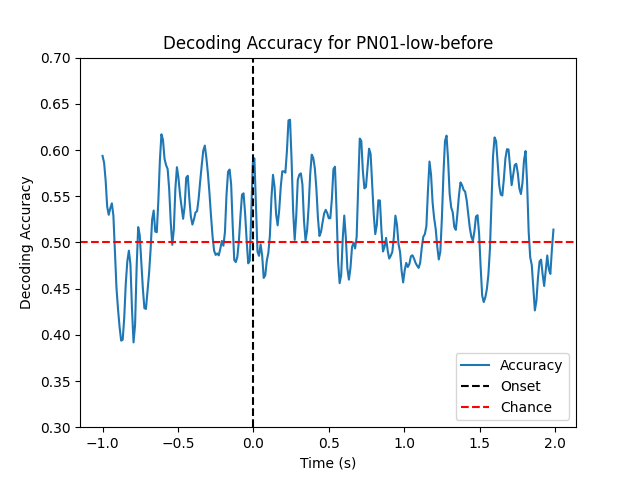 Decoding Accuracy for PN01-low-before
0.70
0.65
0.60
0.55
0.50
0.45
0.40
0.35
0.30
Decoding Accuracy
−1.0 −0.5 0.0 0.5 1.0 1.5 2.0
Time (s)
Accuracy
Onset
Chance